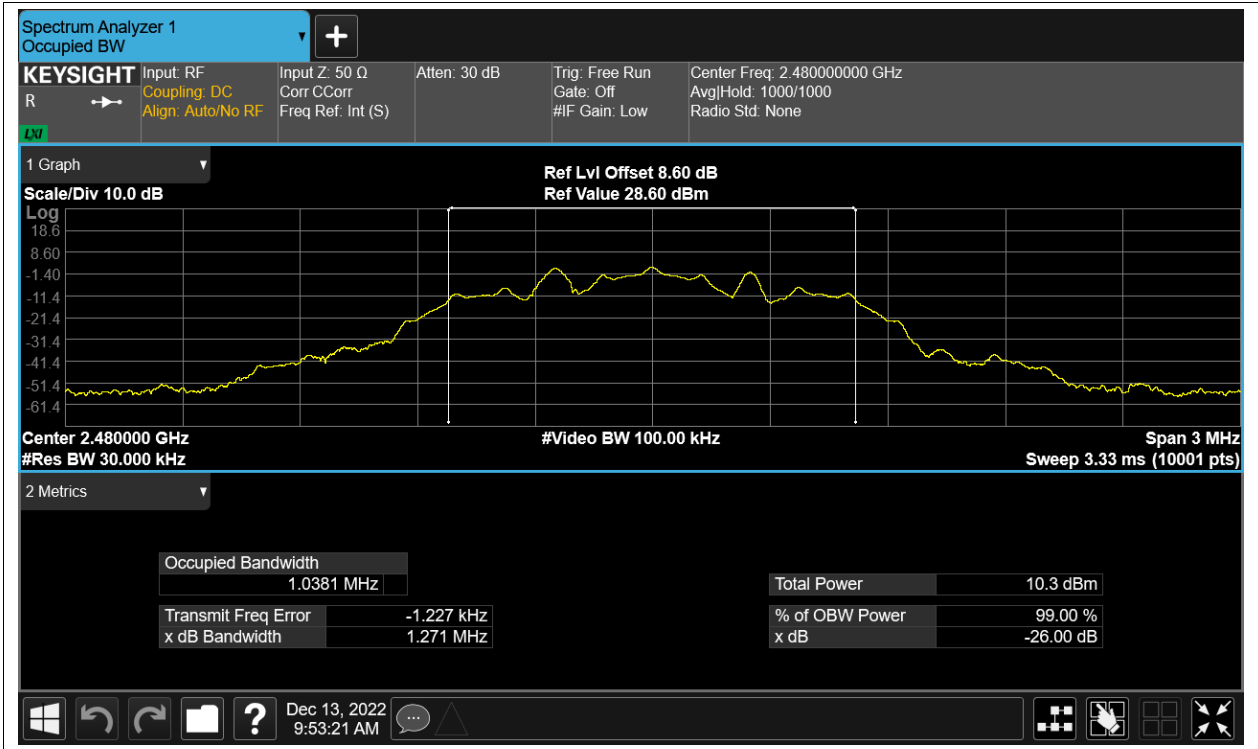 Spectrum Analyzer 1
Occupied BW
KEYSIGHT
R
LXI
Input: RF
Coupling: DC
Align: Auto/No RF
Input Z: 50 Ω
Corr CCorr
Freq Ref: Int (S)
Atten: 30 dB
Trig: Free Run
Gate: Off
#IF Gain: Low
Center Freq: 2.480000000 GHz
Avg|Hold: 1000/1000
Radio Std: None
1 Graph
Scale/Div 10.0 dB
Ref Lvl Offset 8.60 dB
Ref Value 28.60 dBm
Log
18.6
8.60
-1.40
-11.4
-21.4
-31.4
-41.4
-51.4
-61.4
Center 2.480000 GHz
#Video BW 100.00 kHz
Span 3 MHz
#Res BW 30.000 kHz
Sweep 3.33 ms (10001 pts)
2 Metrics
Occupied Bandwidth
1.0381 MHz
Transmit Freq Error -1.227 kHz
x dB Bandwidth 1.271 MHz
Total Power 10.3 dBm
% of OBW Power 99.00 %
x dB -26.00 dB
?
Dec 13, 2022
9:53:21 AM